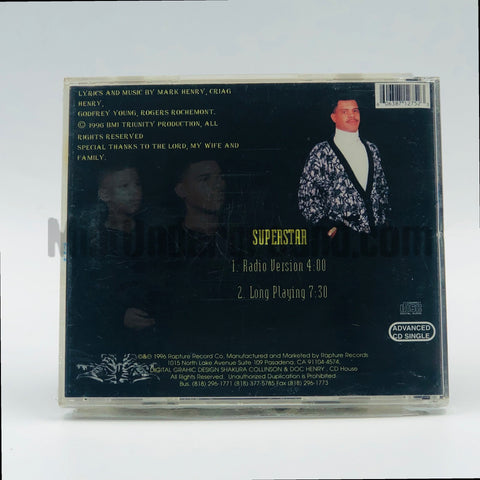 LYRICS AND MUSIC BY MARK HENRY, CRIAG
HENRY,
GODFREY YOUNG, ROGERS ROCHEMONT.
© 1996 BMI TRIUNITY PRODUCTION, ALL
RIGHTS RESERVED
SPECIAL THANKS TO THE LORD, MY WIFE AND
FAMILY.
SUPERSTAR
1. Radio Version 4:00
2. Long Playing 7:30
ADVANCED
CD SINGLE
1996 Rapture Record Co. Manufactured and Marketed by Rapture Records
1015 North Lake Avenue Suite 109 Pasadena, CA 91104-4574.
DIGITAL GRAHIC DESIGN SHAKURA COLLINSON & DOC HENRY , CD House
All Rights Reserved. Unauthorized Duplication is Prohibited.
Bus: (818) 296-1771 (818) 377-5785 Fax (818) 296-1773